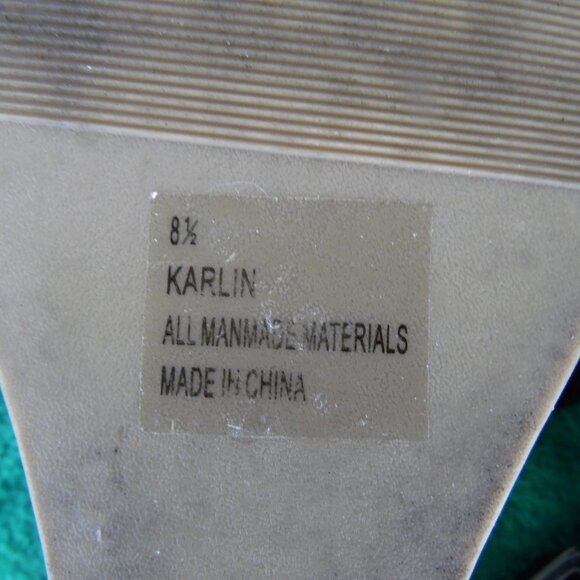 8½
KARLIN
ALL MANMADE MATERIALS
MADE IN CHINA